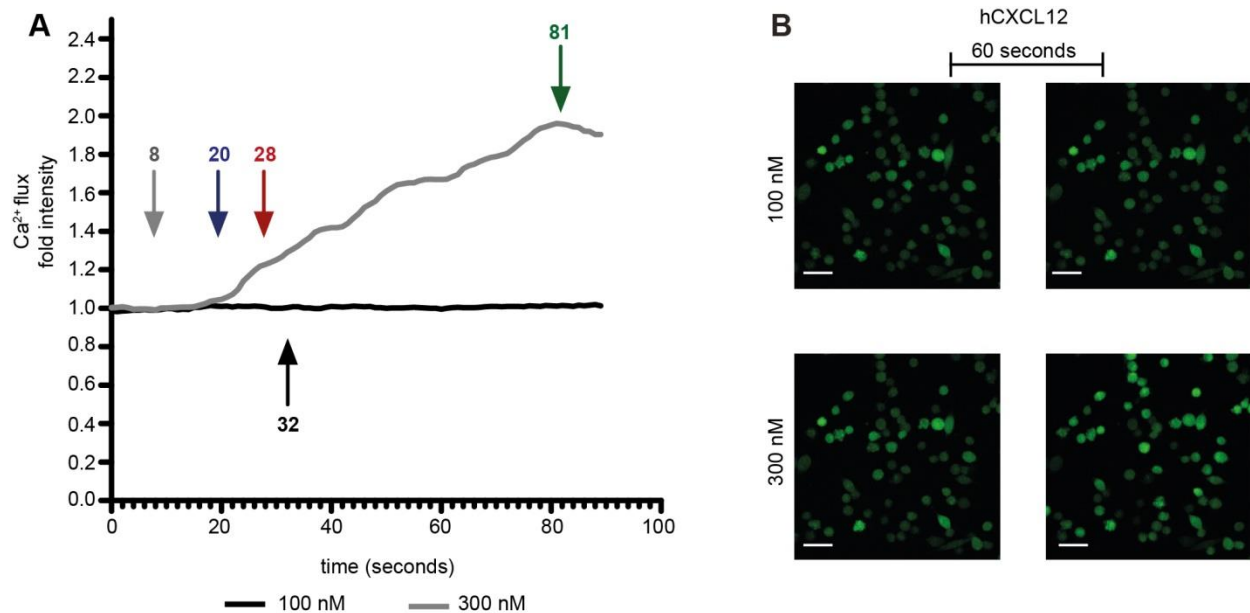 A
2.4
2.2
2.0
1.8
1.6
1.4
1.2
1.0
0.8
0.6
0.4
0.2
0.0
Ca²⁺ flux
fold intensity
8
20
28
81
32
0
20
40
60
80
100
time (seconds)
100 nM
300 nM
B
hCXCL12
60 seconds
100 nM
300 nM